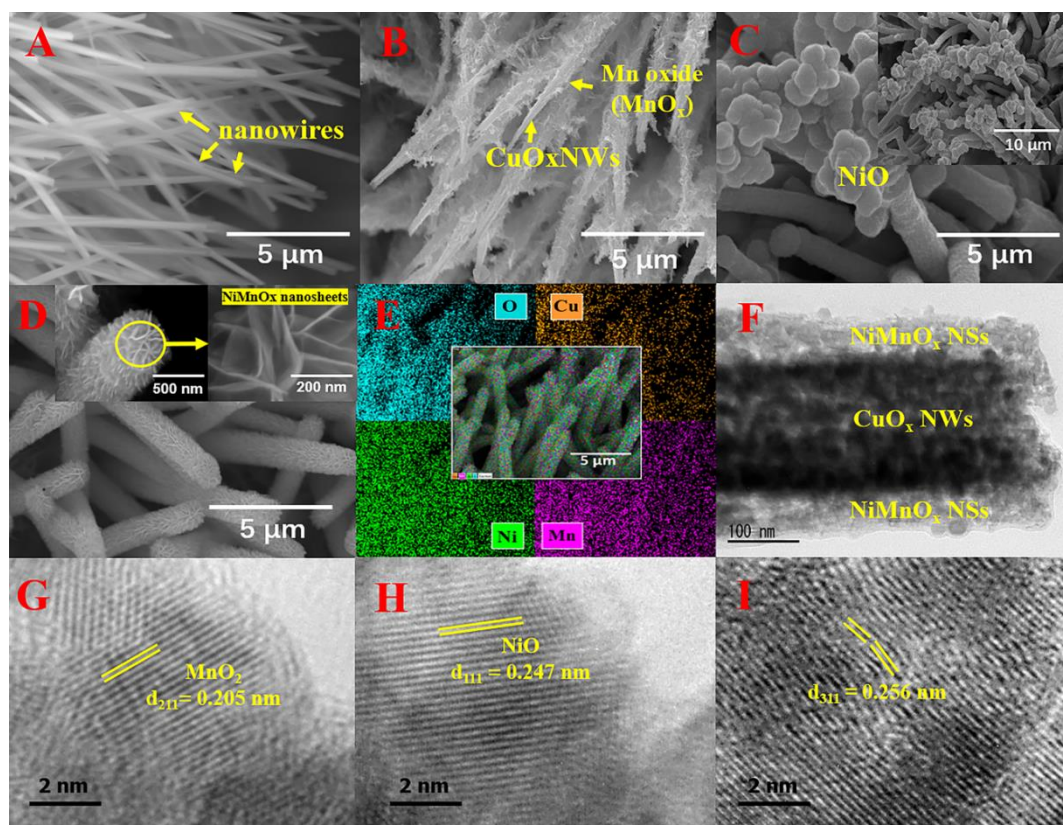 A
nanowires
5 μm
B
Mn oxide
(MnOₓ)
CuOxNWs
5 μm
C
10 μm
NiO
5 μm
D
NiMnOx nanosheets
500 nm
200 nm
5 μm
E
O
Cu
5 μm
Ni
Mn
F
NiMnOₓ NSs
CuOₓ NWs
NiMnOₓ NSs
100 nm
G
MnO₂
d₂₁₁ = 0.205 nm
2 nm
H
NiO
d₁₁₁ = 0.247 nm
2 nm
I
d₃₁₁ = 0.256 nm
2 nm